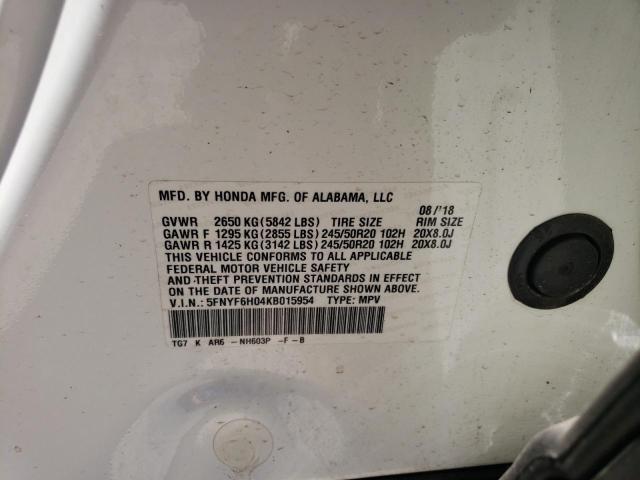 MFD. BY HONDA MFG. OF ALABAMA, LLC
08/'18
GVWR 2650 KG(5842 LBS) TIRE SIZE RIM SIZE
GAWR F 1295 KG(2855 LBS)245/50R20 102H 20X8.0J
GAWR R 1425 KG(3142 LBS)245/50R20 102H 20X8.0J
THIS VEHICLE CONFORMS TO ALL APPLICABLE
FEDERAL MOTOR VEHICLE SAFETY
AND THEFT PREVENTION STANDARDS IN EFFECT
ON THE DATE OF MANUFACTURE SHOWN ABOVE.
V.I.N.: 5FNYF6H04KB015954 TYPE: MPV
TG7 K AR6 -NH603P -F-B